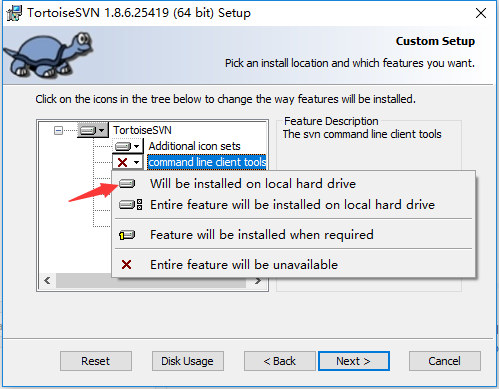 TortoiseSVN 1.8.6.25419 (64 bit) Setup
Custom Setup
Pick an install location and which features you want.
Click on the icons in the tree below to change the way features will be installed.
TortoiseSVN
Additional icon sets
command line client tools
Feature Description
The svn command line client tools
Will be installed on local hard drive
Entire feature will be installed on local hard drive
Feature will be installed when required
Entire feature will be unavailable
Reset
Disk Usage
< Back
Next >
Cancel